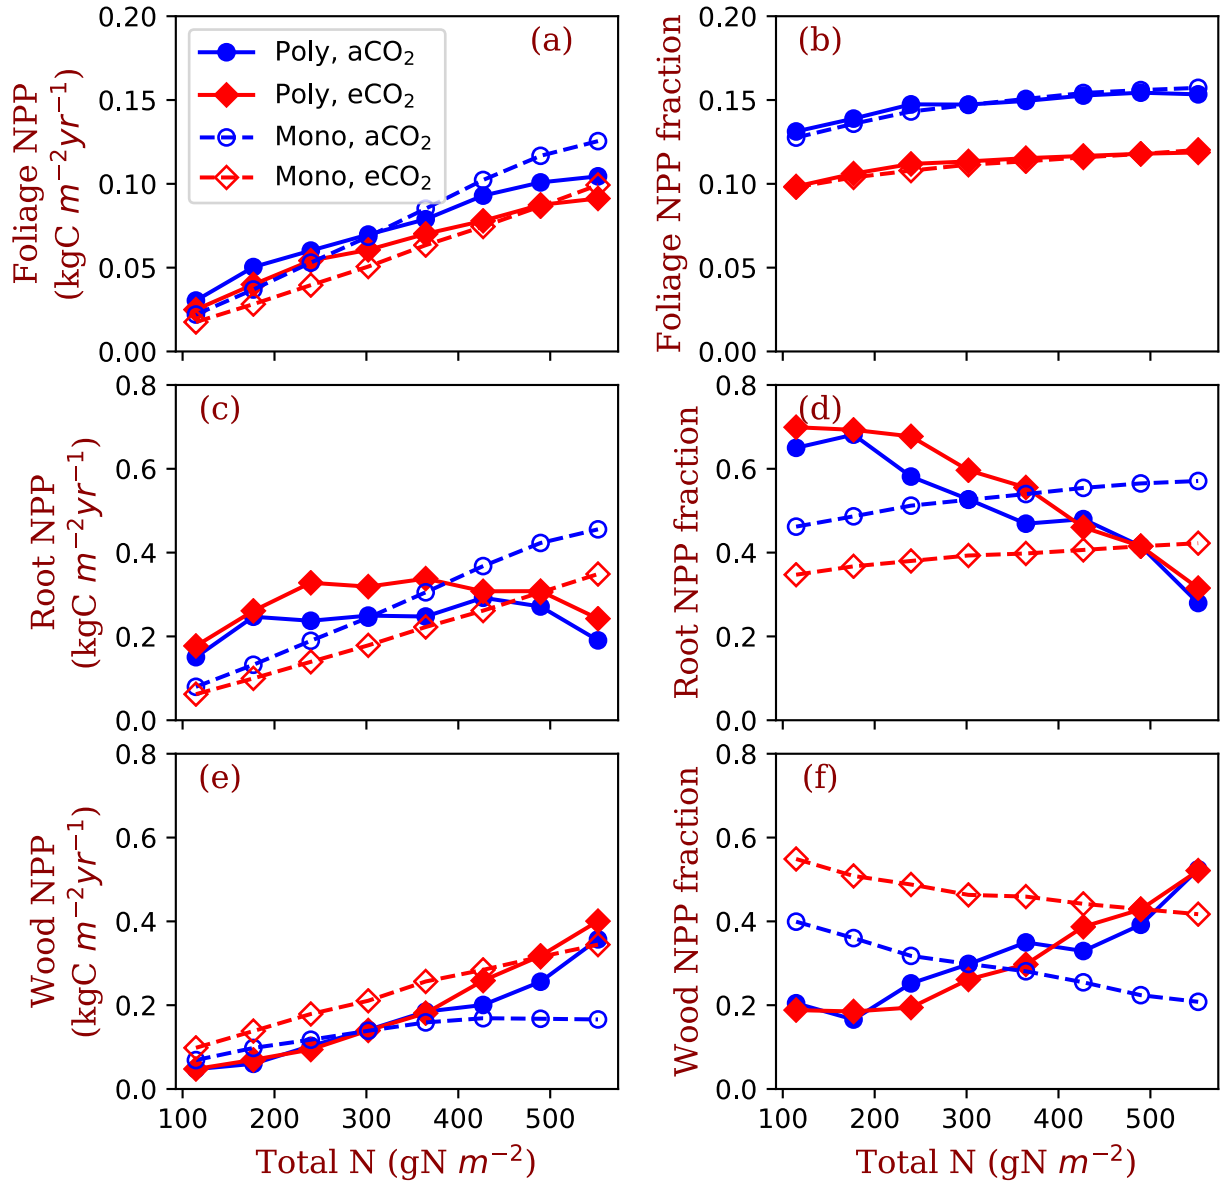 Foliage NPP
(kgC m⁻²yr⁻¹)
0.20
0.15
0.10
0.05
0.00
Poly, aCO₂
Poly, eCO₂
Mono, aCO₂
Mono, eCO₂
(a)
Foliage NPP fraction
0.20
0.15
0.10
0.05
0.00
(b)
Root NPP
(kgC m⁻²yr⁻¹)
0.8
0.6
0.4
0.2
0.0
(c)
Root NPP fraction
0.8
0.6
0.4
0.2
0.0
(d)
Wood NPP
(kgC m⁻²yr⁻¹)
0.8
0.6
0.4
0.2
0.0
(e)
100 200 300 400 500
Total N (gN m⁻²)
Wood NPP fraction
0.8
0.6
0.4
0.2
0.0
(f)
100 200 300 400 500
Total N (gN m⁻²)